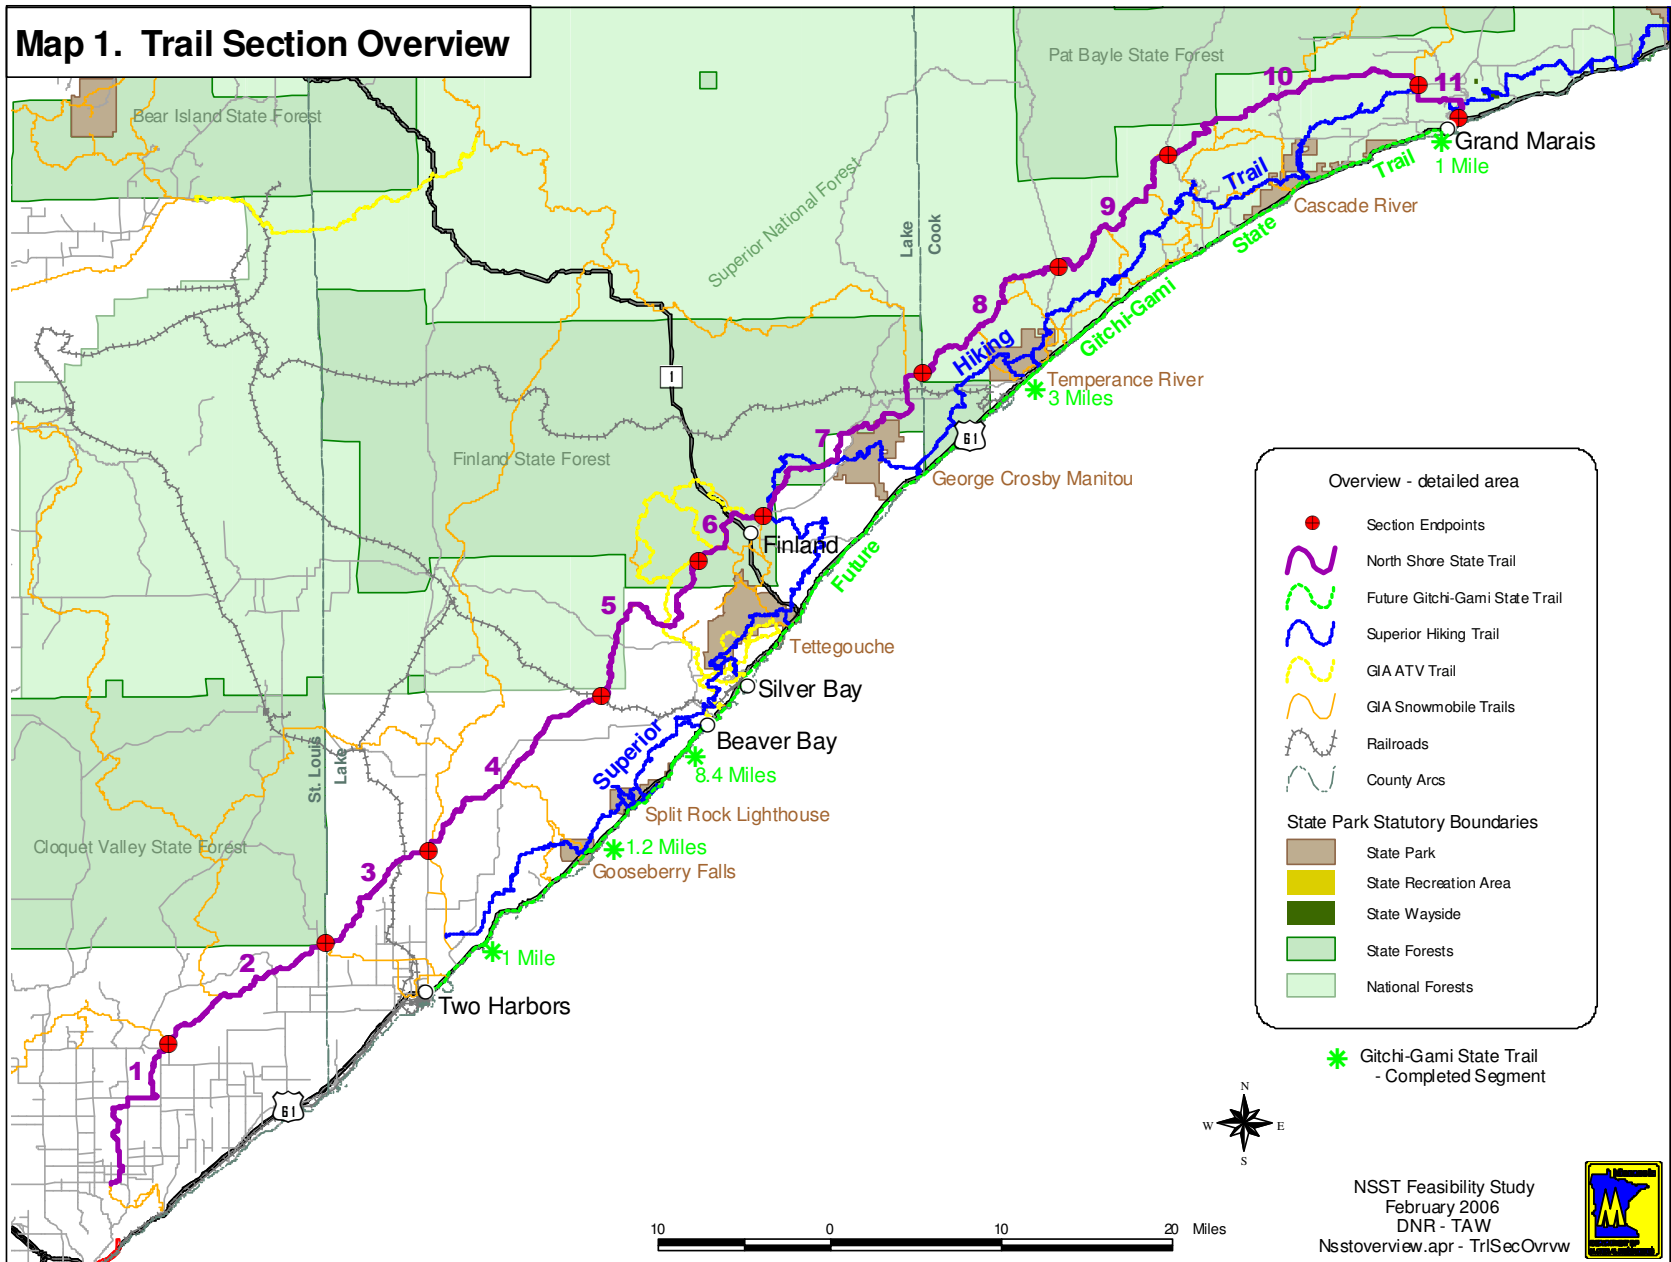 Map 1. Trail Section Overview
Bear Island State Forest
Pat Bayle State Forest
Superior National Forest
Lake
Cook
10
11
Grand Marais
1 Mile
Trail
Trail
Cascade River
State
9
8
Gitchi-Gami
Hiking
Temperance River
3 Miles
1
61
7
Finland State Forest
George Crosby Manitou
6
Finland
Future
5
Tettegouche
Silver Bay
Beaver Bay
Superior
8.4 Miles
4
St. Louis
Lake
Split Rock Lighthouse
Cloquet Valley State Forest
1.2 Miles
3
Gooseberry Falls
2
1 Mile
Two Harbors
1
61
Overview - detailed area
Section Endpoints
North Shore State Trail
Future Gitchi-Gami State Trail
Superior Hiking Trail
GIA ATV Trail
GIA Snowmobile Trails
Railroads
County Arcs
State Park Statutory Boundaries
State Park
State Recreation Area
State Wayside
State Forests
National Forests
Gitchi-Gami State Trail
- Completed Segment
N
W E
S
10 0 10 20 Miles
NSST Feasibility Study
February 2006
DNR - TAW
Nsstoverview.apr - TrlSecOvrvw
Minnesota